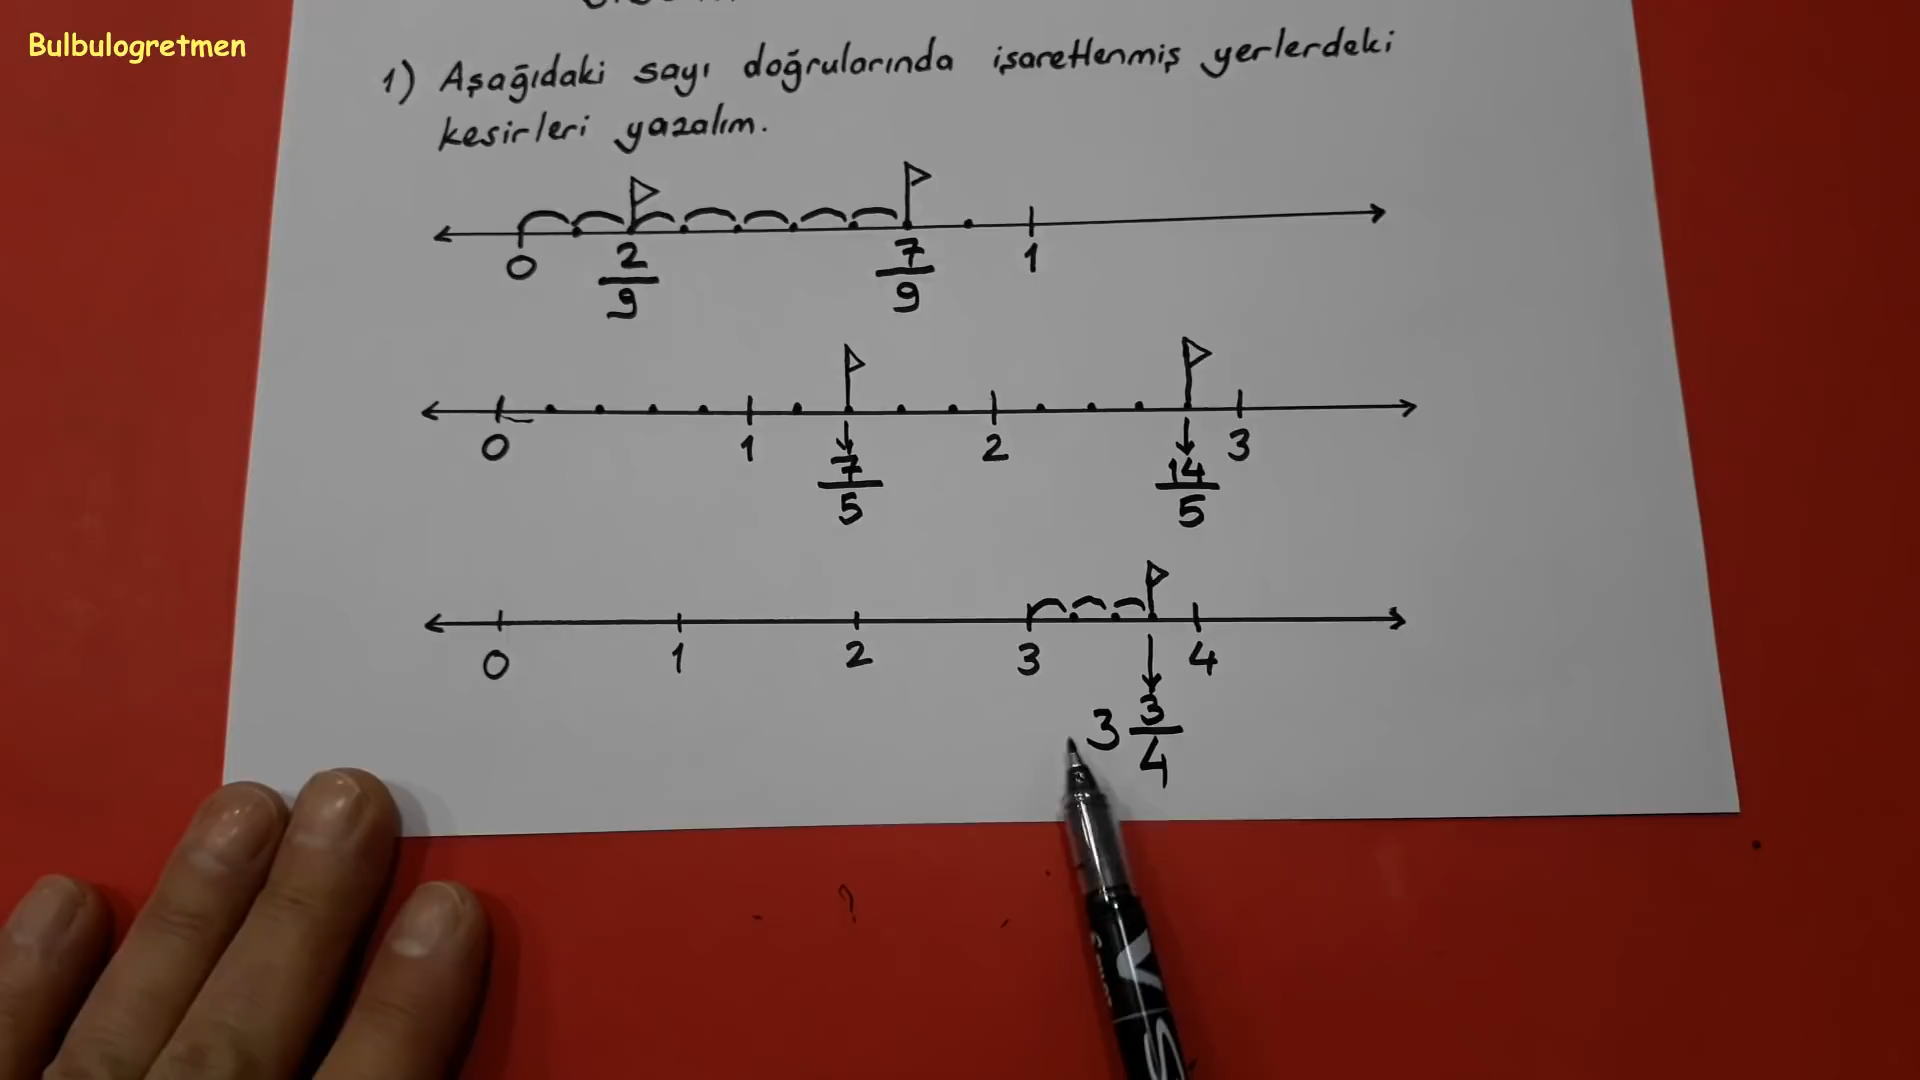 Bulbulogretmen
1) Aşağıdaki sayı doğrularında işaretlenmiş yerlerdeki
kesirleri yazalım.
0 2/9 7/9 1
0 1 7/5 2 14/5 3
0 1 2 3 4
3 3/4